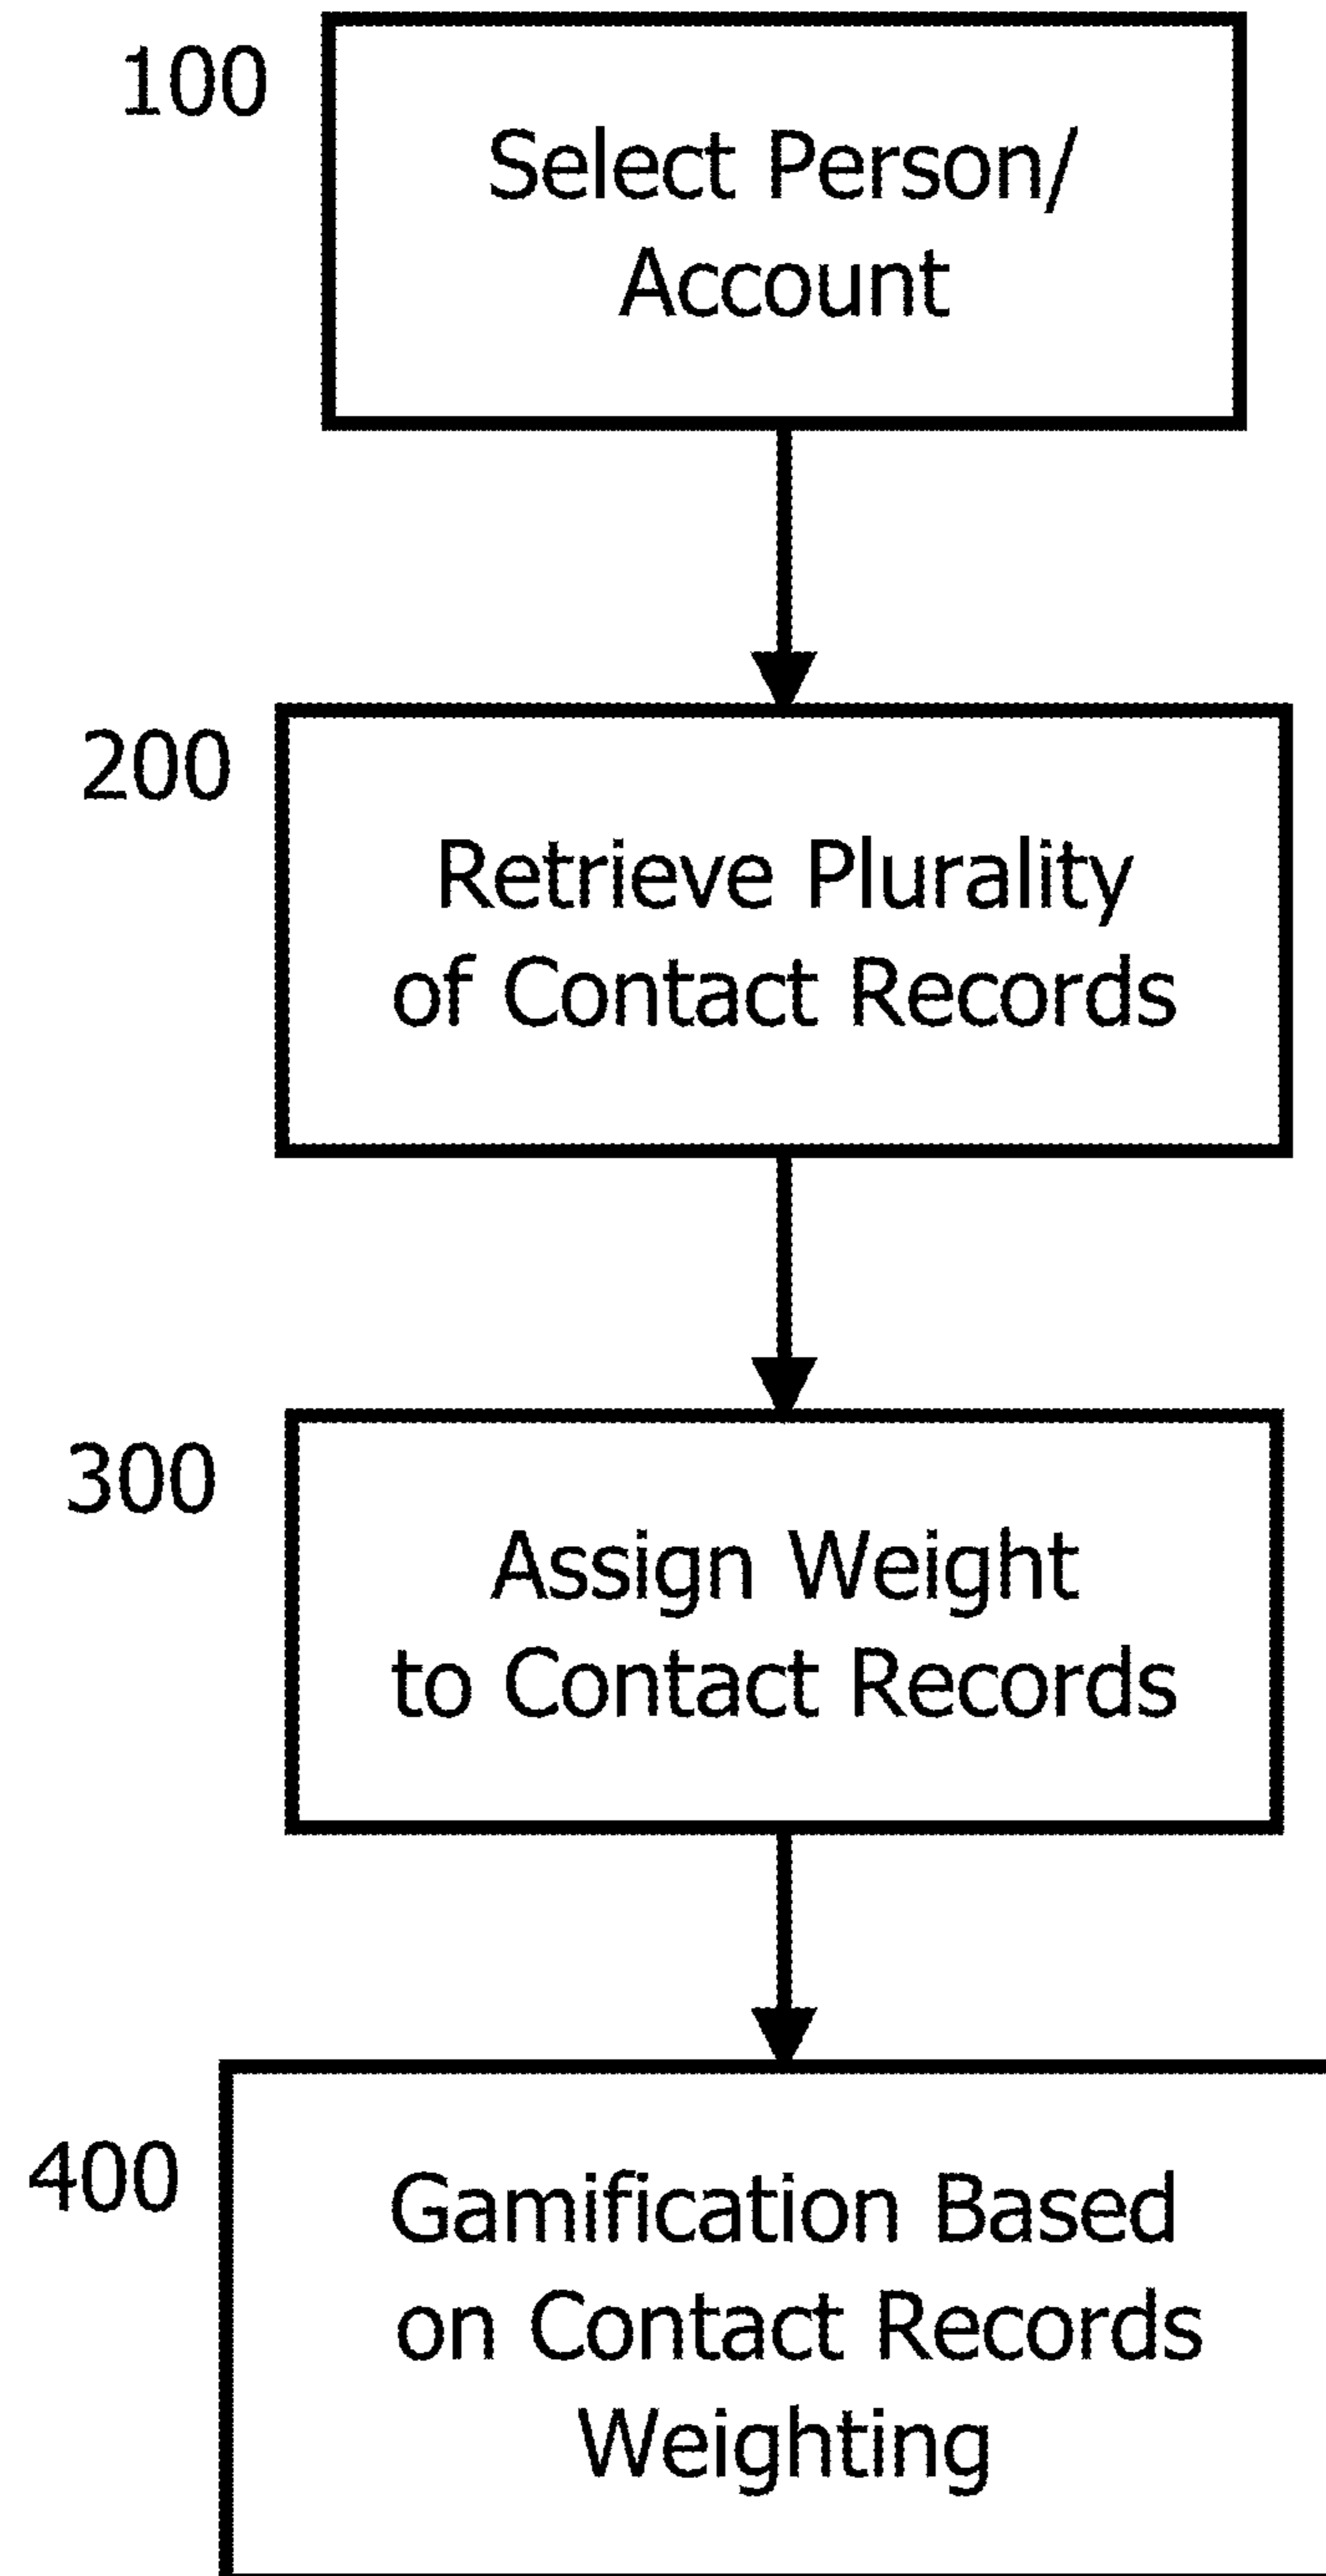 100
Select Person/
Account
200
Retrieve Plurality
of Contact Records
300
Assign Weight
to Contact Records
400
Gamification Based
on Contact Records
Weighting